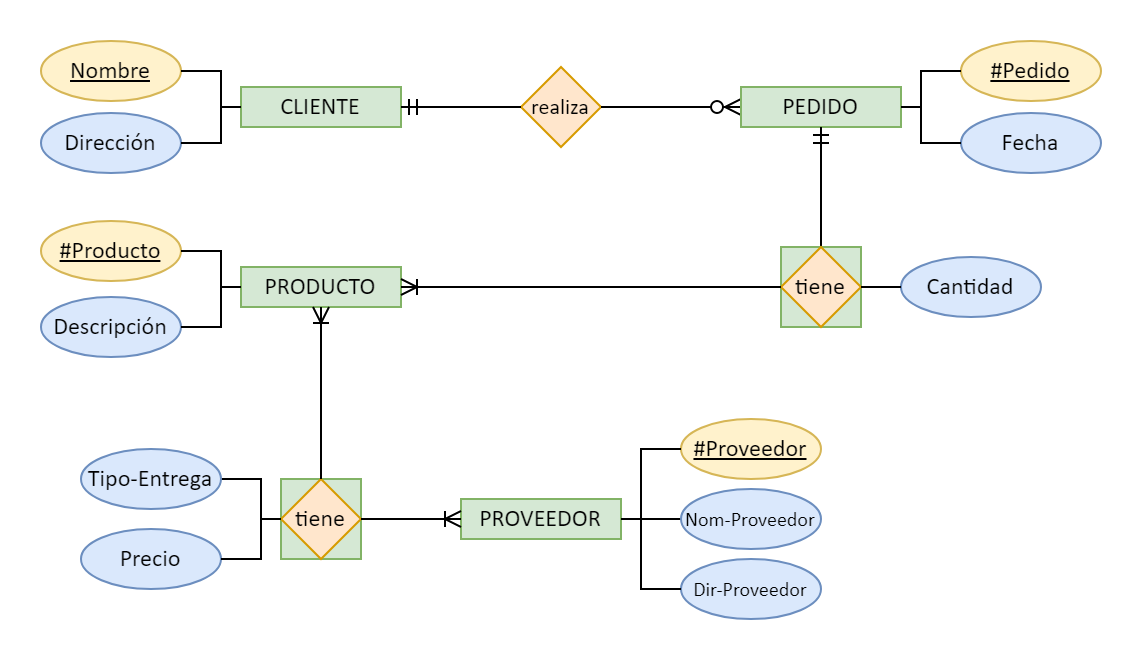 Nombre
CLIENTE
realiza
PEDIDO
#Pedido
Dirección
Fecha
#Producto
PRODUCTO
tiene
Cantidad
Descripción
Tipo-Entrega
Precio
tiene
PROVEEDOR
#Proveedor
Nom-Proveedor
Dir-Proveedor